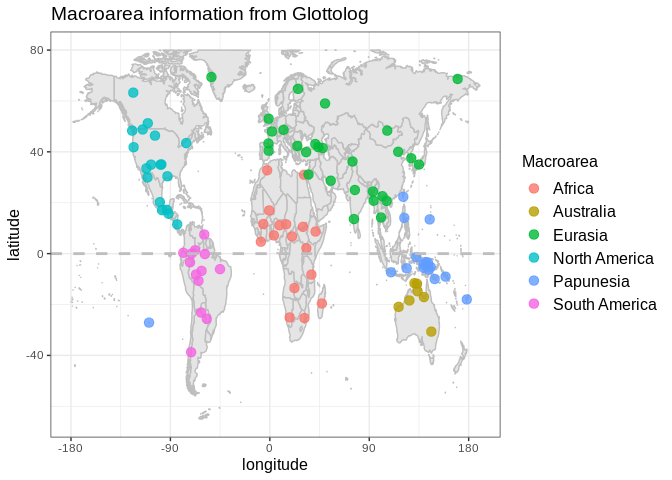 Macroarea information from Glottolog
80
40
0
-40
latitude
-180
-90
0
90
180
longitude
Macroarea
Africa
Australia
Eurasia
North America
Papunesia
South America